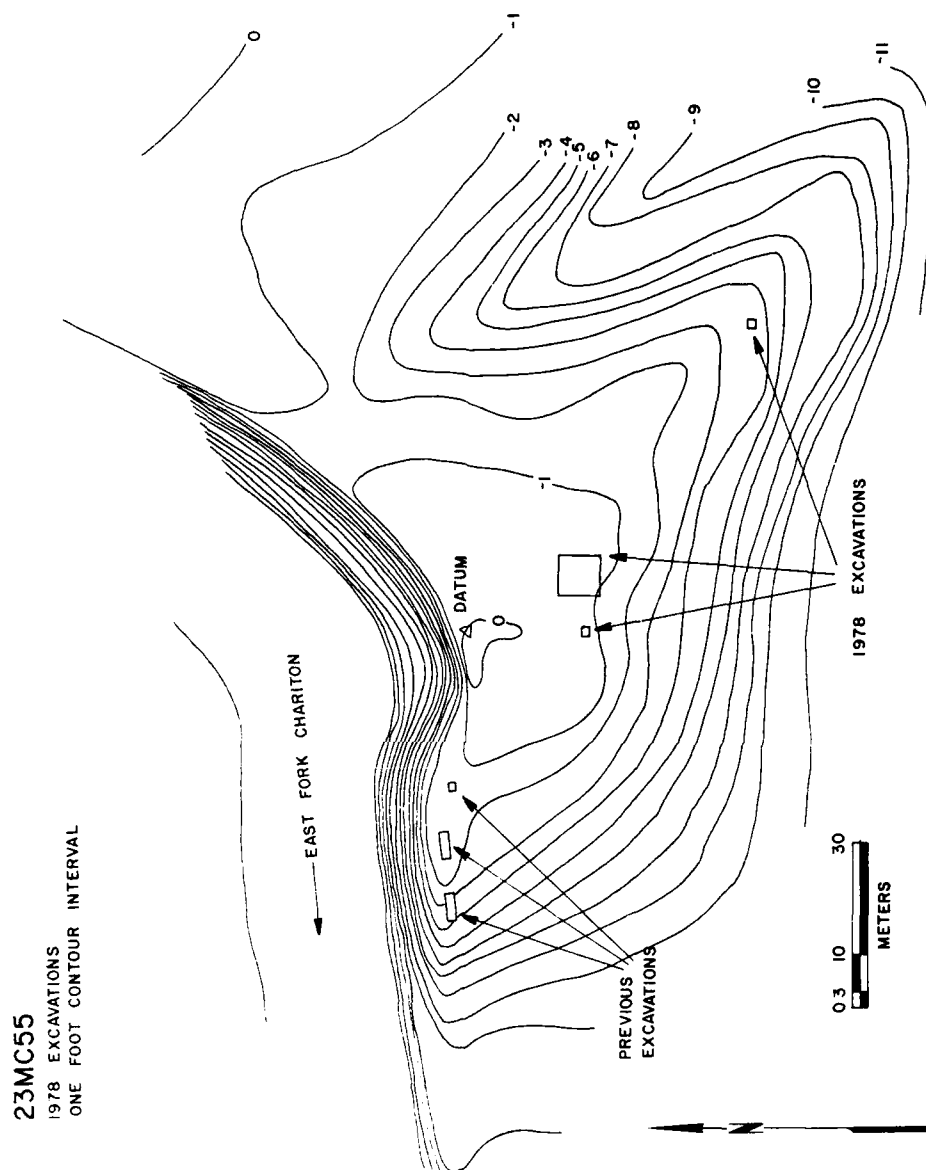 23MC55
1978 EXCAVATIONS
ONE FOOT CONTOUR INTERVAL
EAST FORK CHARITON
0
-1
-2
-3
-4
-5
-6
-7
-8
-9
-10
-11
DATUM
0
-1
PREVIOUS
EXCAVATIONS
1978 EXCAVATIONS
0 3 10 30
METERS
N